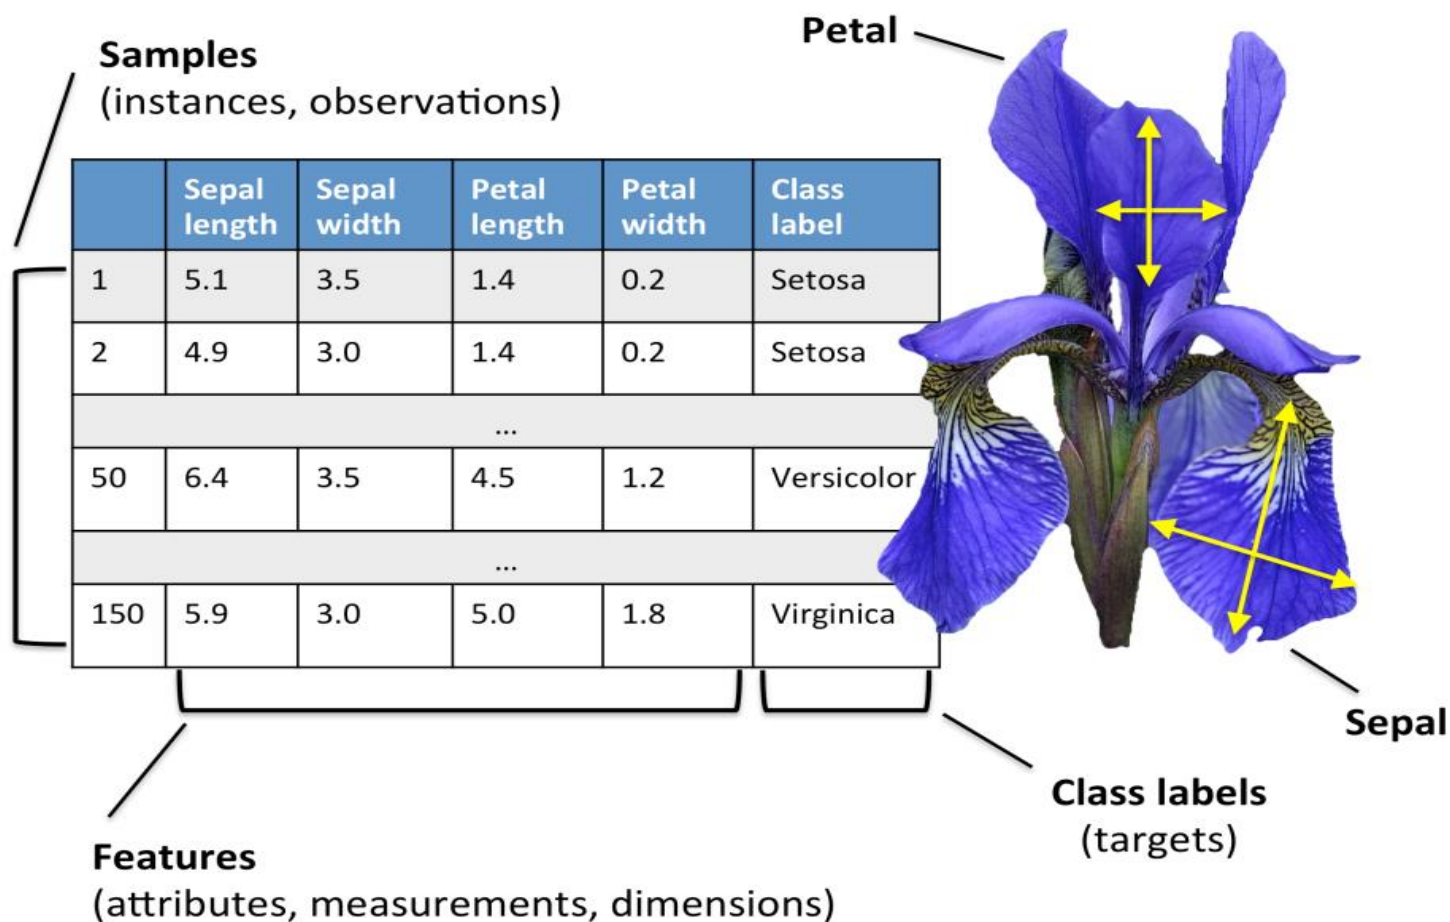 Petal
Samples
(instances, observations)
Sepal length Sepal width Petal length Petal width Class label
1 5.1 3.5 1.4 0.2 Setosa
2 4.9 3.0 1.4 0.2 Setosa
...
50 6.4 3.5 4.5 1.2 Versicolor
...
150 5.9 3.0 5.0 1.8 Virginica
Sepal
Class labels
(targets)
Features
(attributes, measurements, dimensions)